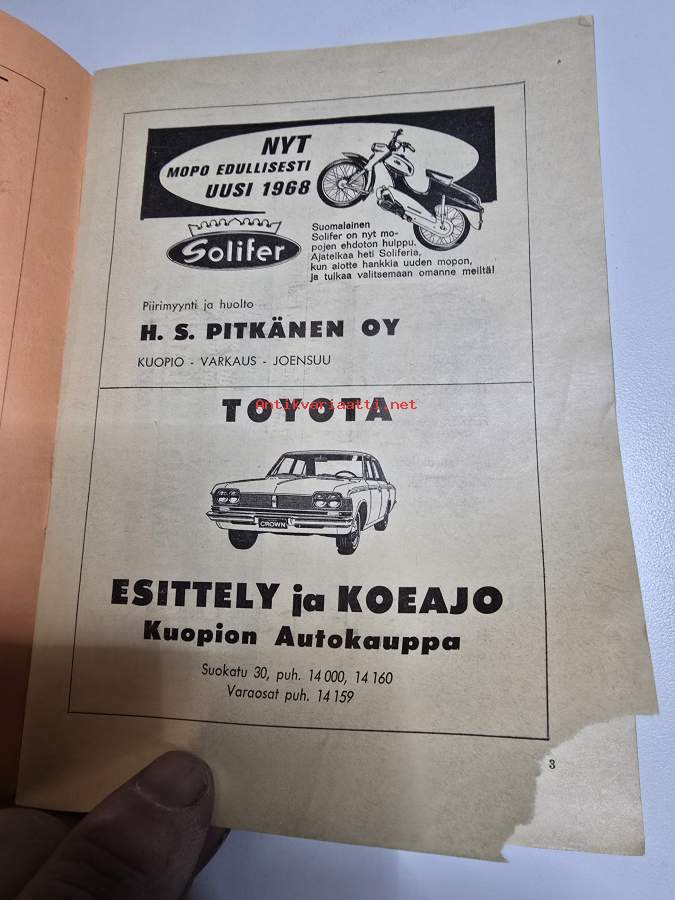 NYT
MOPO EDULLISESTI
UUSI 1968
Solifer
Suomalainen
Solifer on nyt mo-
pojen ehdoton huippu.
Ajatelkaa heti Soliferia,
kun aiotte hankkia uuden mopon,
ja tulkaa valitsemaan omanne meiltä!
Piirimyynti ja huolto
H. S. PITKÄNEN OY
KUOPIO - VARKAUS - JOENSUU
TOYOTA
Antikvariaatti.net
CROWN
ESITTELY ja KOEAJO
Kuopion Autokauppa
Suokatu 30, puh. 14 000, 14 160
Varaosat puh. 14 159
3